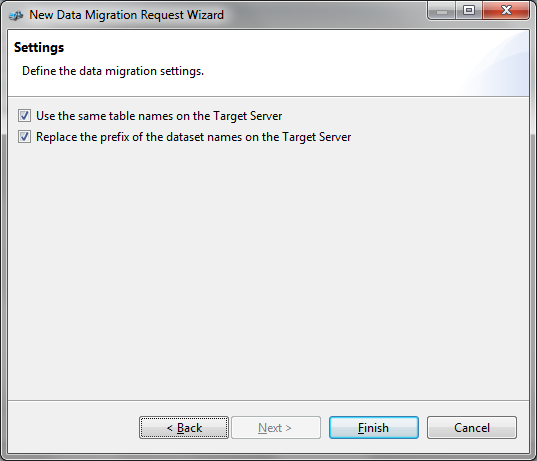 New Data Migration Request Wizard
Settings
Define the data migration settings.
Use the same table names on the Target Server
Replace the prefix of the dataset names on the Target Server
< Back
Next >
Finish
Cancel